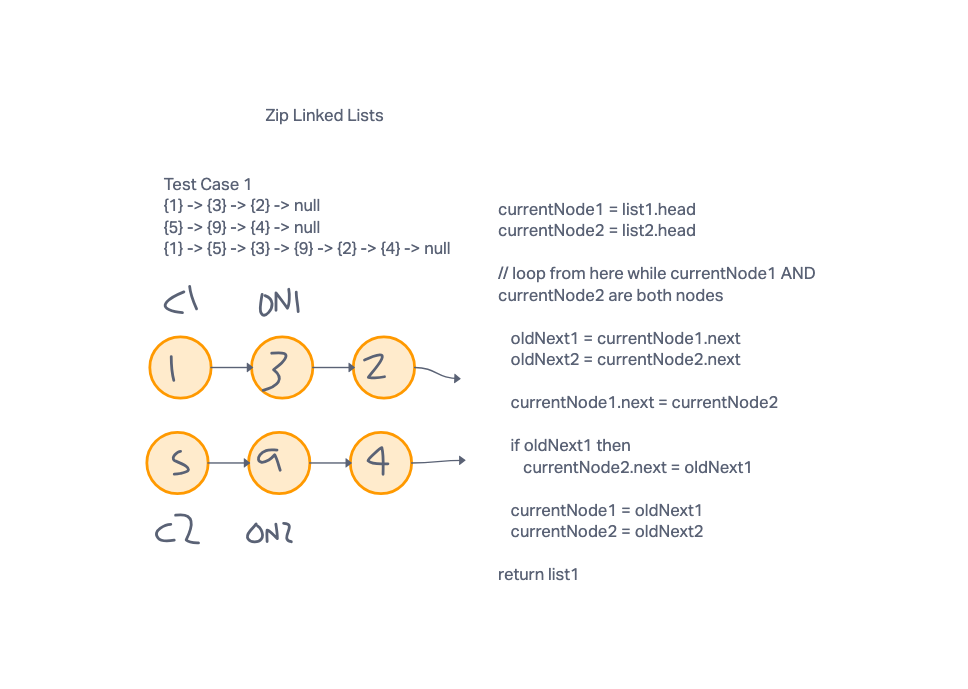 Zip Linked Lists
Test Case 1
{1} -> {3} -> {2} -> null
{5} -> {9} -> {4} -> null
{1} -> {5} -> {3} -> {9} -> {2} -> {4} -> null
C1 ON1
1 3 2
5 9 4
C2 ON2
currentNode1 = list1.head
currentNode2 = list2.head
// loop from here while currentNode1 AND
currentNode2 are both nodes
oldNext1 = currentNode1.next
oldNext2 = currentNode2.next
currentNode1.next = currentNode2
if oldNext1 then
currentNode2.next = oldNext1
currentNode1 = oldNext1
currentNode2 = oldNext2
return list1